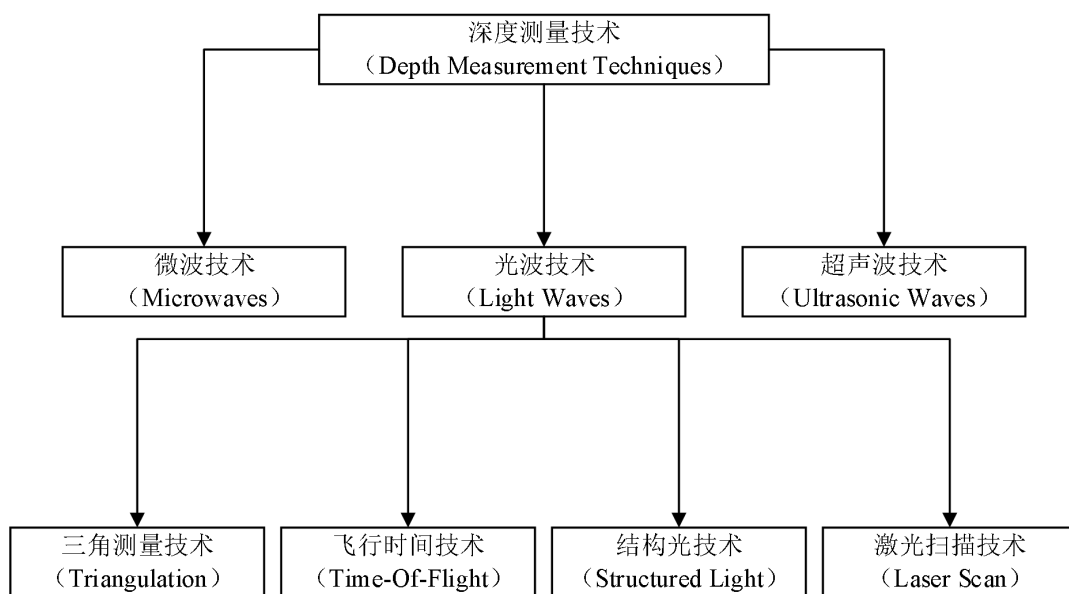 深度测量技术
（Depth Measurement Techniques）
微波技术
（Microwaves）
光波技术
（Light Waves）
超声波技术
（Ultrasonic Waves）
三角测量技术
（Triangulation）
飞行时间技术
（Time-Of-Flight）
结构光技术
（Structured Light）
激光扫描技术
（Laser Scan）